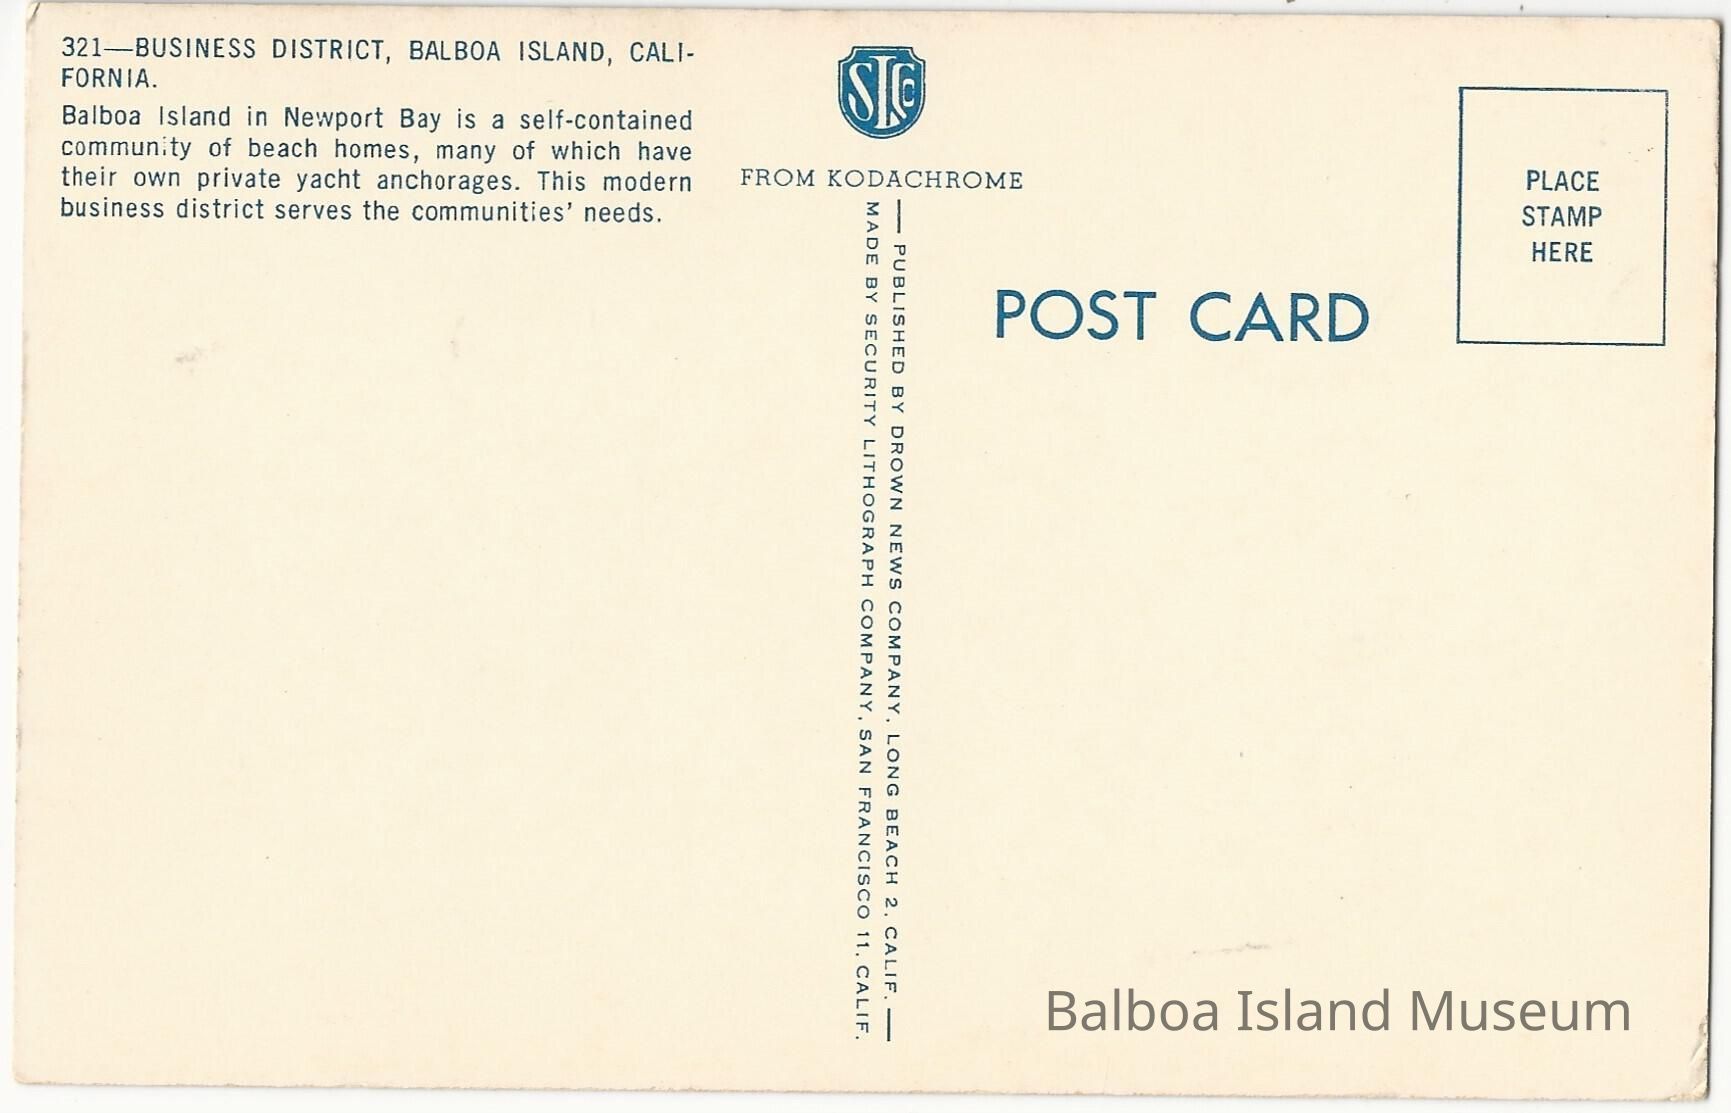 321—BUSINESS DISTRICT, BALBOA ISLAND, CALI-
FORNIA.
Balboa Island in Newport Bay is a self-contained
community of beach homes, many of which have
their own private yacht anchorages. This modern
business district serves the communities' needs.
SLCo
FROM KODACHROME
— PUBLISHED BY DROWN NEWS COMPANY, LONG BEACH 2, CALIF. —
MADE BY SECURITY LITHOGRAPH COMPANY, SAN FRANCISCO 11, CALIF.
POST CARD
PLACE
STAMP
HERE
Balboa Island Museum